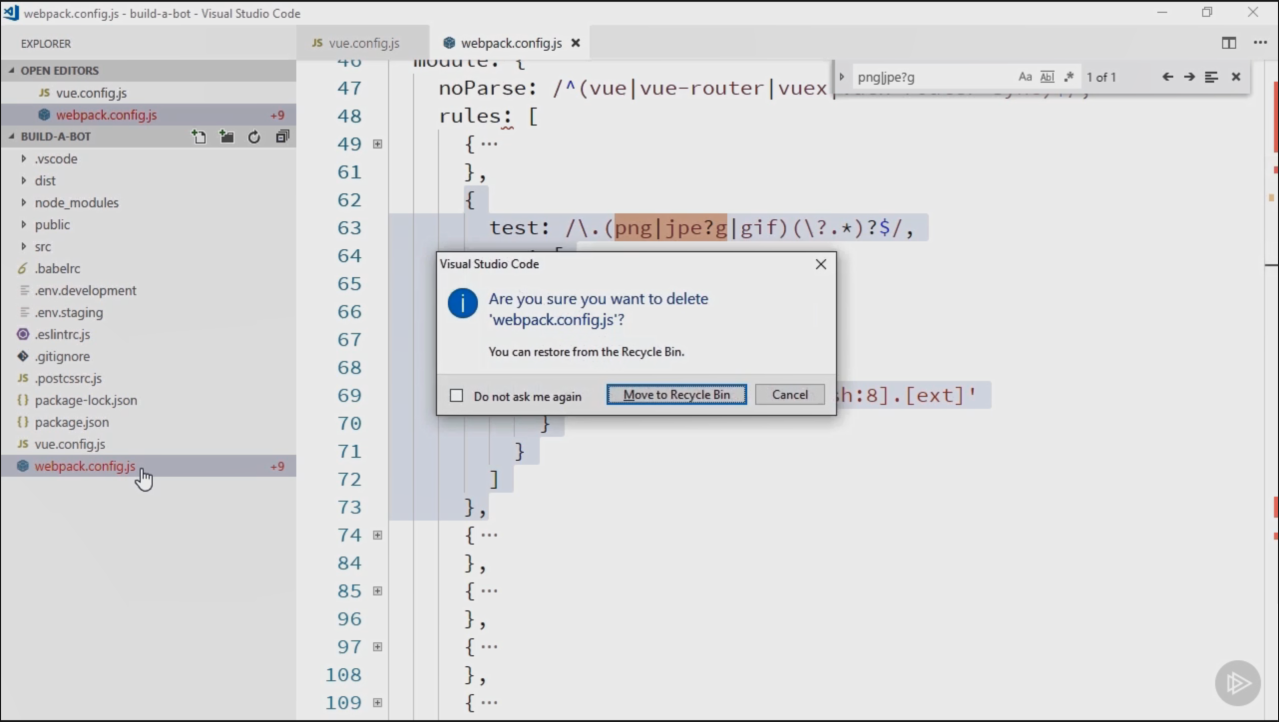 webpack.config.js - build-a-bot - Visual Studio Code
EXPLORER
OPEN EDITORS
JS vue.config.js
webpack.config.js +9
BUILD-A-BOT
.vscode
dist
node_modules
public
src
.babelrc
.env.development
.env.staging
.eslintrc.js
.gitignore
JS .postcssrc.js
{} package-lock.json
{} package.json
JS vue.config.js
webpack.config.js +9
JS vue.config.js
webpack.config.js
png|jpe?g Aa Abl .* 1 of 1
46 module: {
47 noParse: /^(vue|vue-router|vuex|
48 rules: [
49 {...
61 },
62 {
63 test: /\.(png|jpe?g|gif)(\?.*)?$/,
64
65
66
67
68
69 sh:8].[ext]'
70 }
71 }
72 ]
73 },
74 {...
84 },
85 {...
96 },
97 {...
108 },
109 {...
Visual Studio Code
Are you sure you want to delete
'webpack.config.js'?
You can restore from the Recycle Bin.
Do not ask me again
Move to Recycle Bin
Cancel